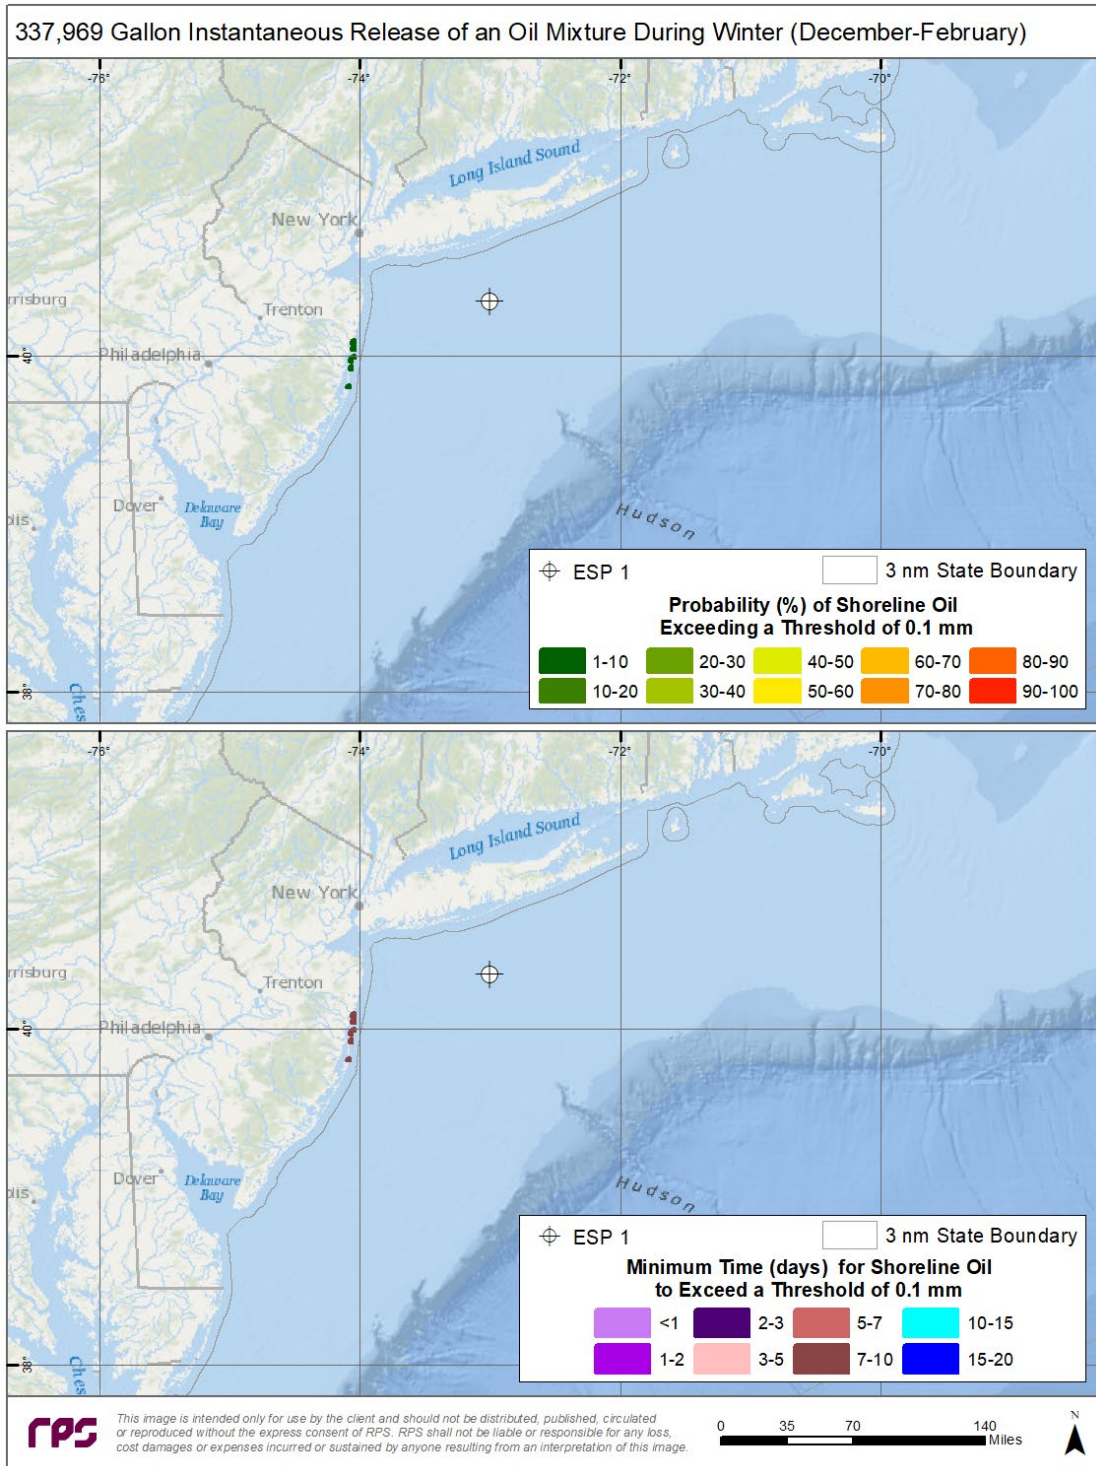 337,969 Gallon Instantaneous Release of an Oil Mixture During Winter (December-February)
-76°
-74°
-72°
-70°
Long Island Sound
New York
rrisburg
Trenton
40°
Philadelphia
Dover
Delaware
Bay
lis
Hudson
38°
Ches
ESP 1
3 nm State Boundary
Probability (%) of Shoreline Oil
Exceeding a Threshold of 0.1 mm
1-10 20-30 40-50 60-70 80-90
10-20 30-40 50-60 70-80 90-100
-76°
-74°
-72°
-70°
Long Island Sound
New York
rrisburg
Trenton
40°
Philadelphia
Dover
Delaware
Bay
lis
Hudson
38°
Ches
ESP 1
3 nm State Boundary
Minimum Time (days) for Shoreline Oil
to Exceed a Threshold of 0.1 mm
<1 2-3 5-7 10-15
1-2 3-5 7-10 15-20
rps
This image is intended only for use by the client and should not be distributed, published, circulated
or reproduced without the express consent of RPS. RPS shall not be liable or responsible for any loss,
cost damages or expenses incurred or sustained by anyone resulting from an interpretation of this image.
0 35 70 140
Miles
N